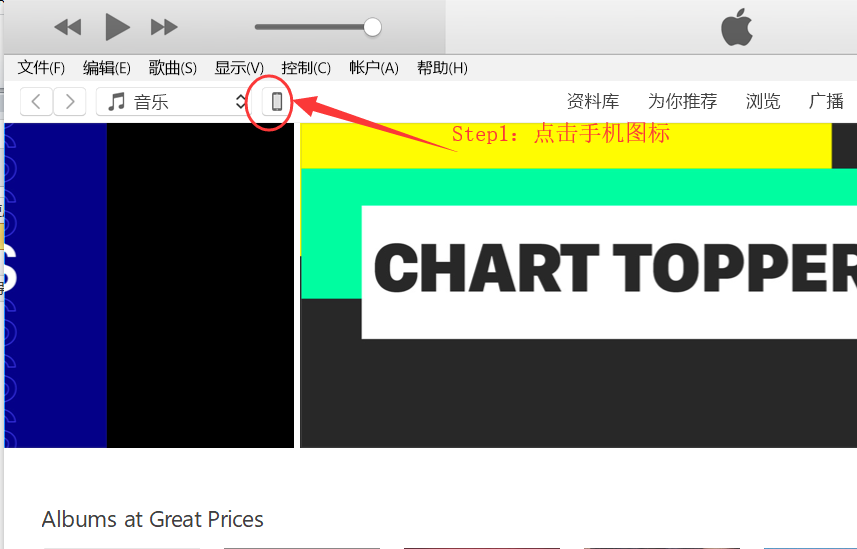 文件(F) 编辑(E) 歌曲(S) 显示(V) 控制(C) 帐户(A) 帮助(H)
音乐 资料库 为你推荐 浏览 广播
Step1: 点击手机图标
S
CHART TOPPER
Albums at Great Prices